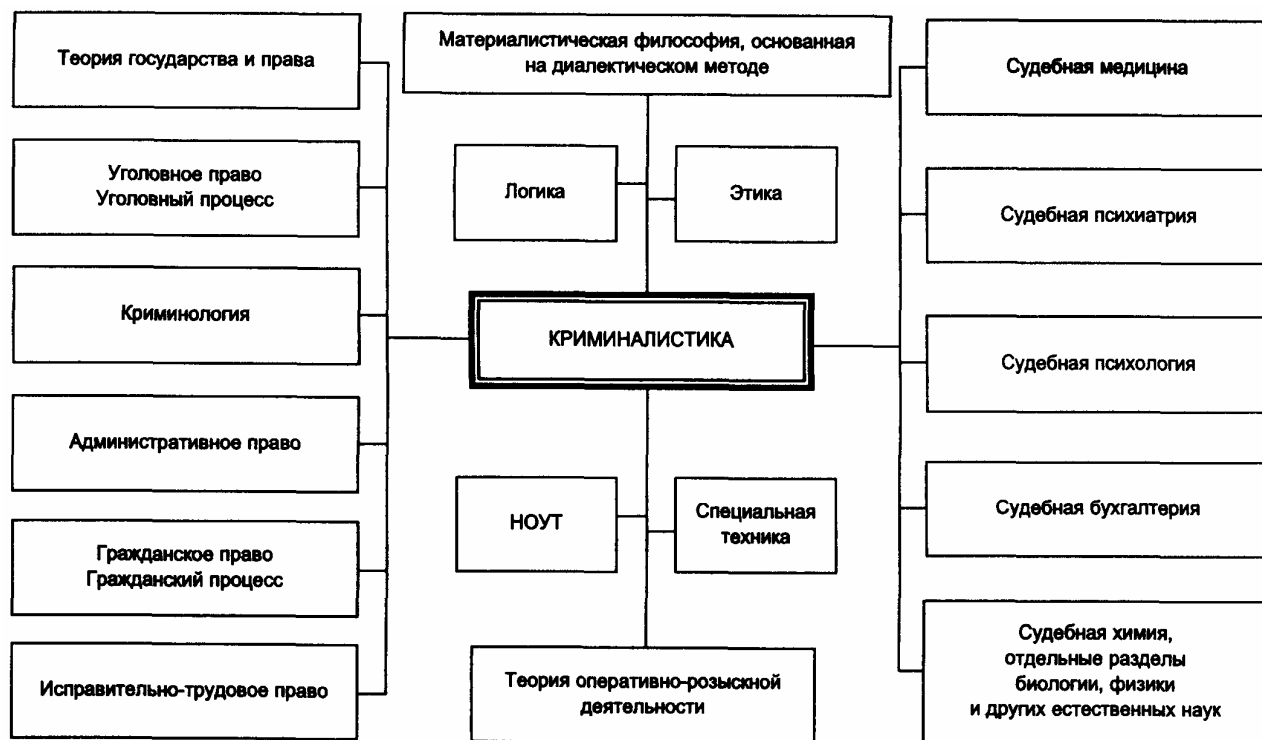 Теория государства и права
Уголовное право
Уголовный процесс
Криминология
Административное право
Гражданское право
Гражданский процесс
Исправительно-трудовое право
Материалистическая философия, основанная
на диалектическом методе
Логика
Этика
КРИМИНАЛИСТИКА
НОУТ
Специальная
техника
Теория оперативно-розыскной
деятельности
Судебная медицина
Судебная психиатрия
Судебная психология
Судебная бухгалтерия
Судебная химия,
отдельные разделы
биологии, физики
и других естественных наук